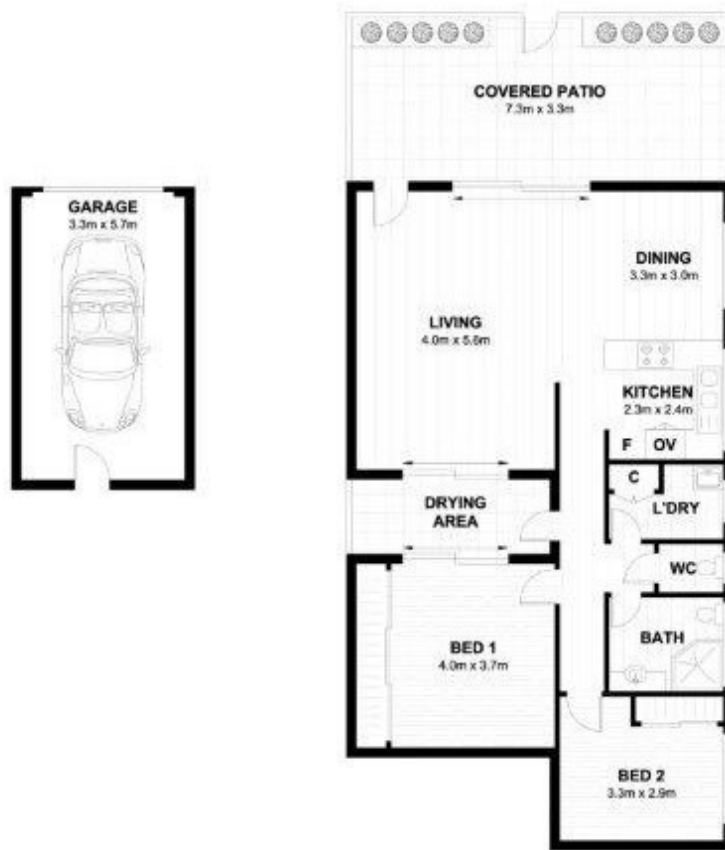 COVERED PATIO
7.3m x 3.3m
GARAGE
3.3m x 5.7m
DINING
3.3m x 3.0m
LIVING
4.0m x 5.6m
KITCHEN
2.3m x 2.4m
F OV
C
L'DRY
DRYING
AREA
WC
BATH
BED 1
4.0m x 3.7m
BED 2
3.3m x 2.9m